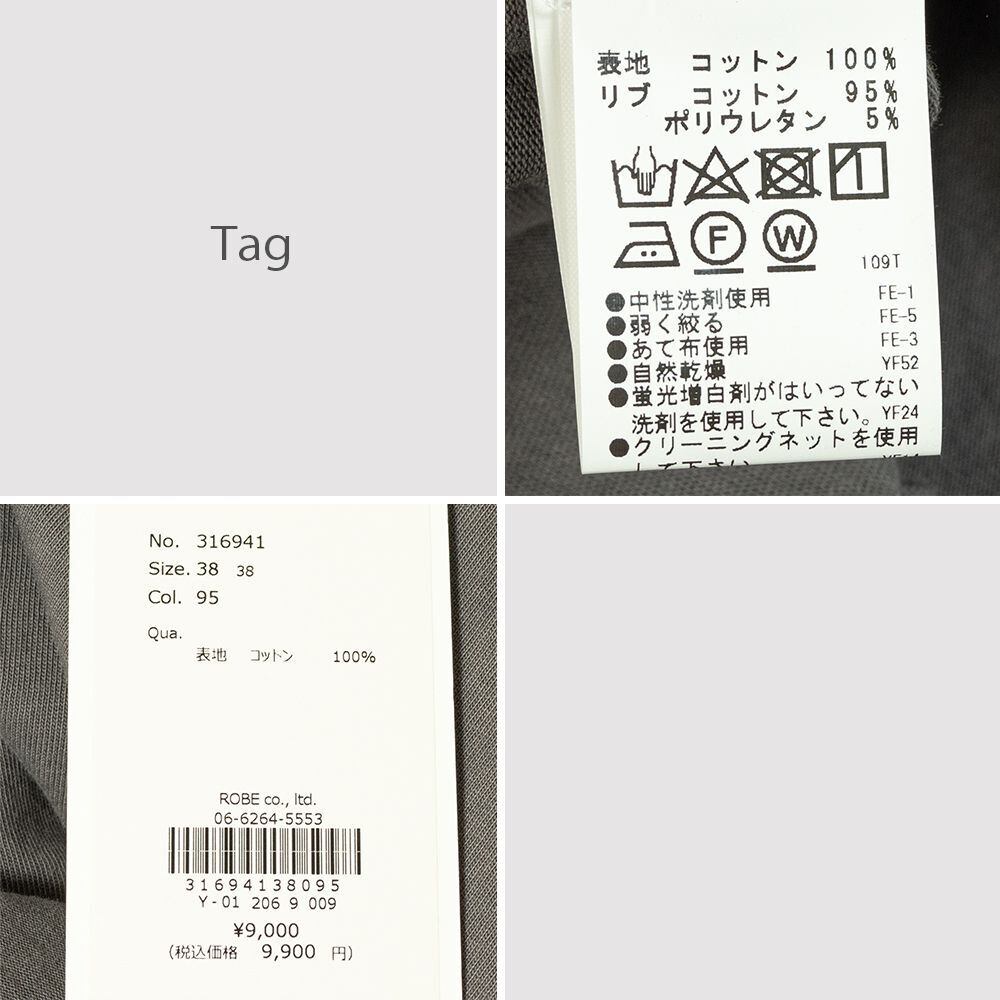 Tag
表地 コットン 100%
リブ コットン 95%
ポリウレタン 5%
F W
109T
●中性洗剤使用 FE-1
●弱く絞る FE-5
●あて布使用 FE-3
●自然乾燥 YF52
●蛍光増白剤がはいってない
洗剤を使用して下さい。YF24
●クリーニングネットを使用
して下さい
No. 316941
Size. 38 38
Col. 95
Qua.
表地 コットン 100%
ROBE co., ltd.
06-6264-5553
31694138095
Y-01 206 9 009
¥9,000
(税込価格 9,900 円)